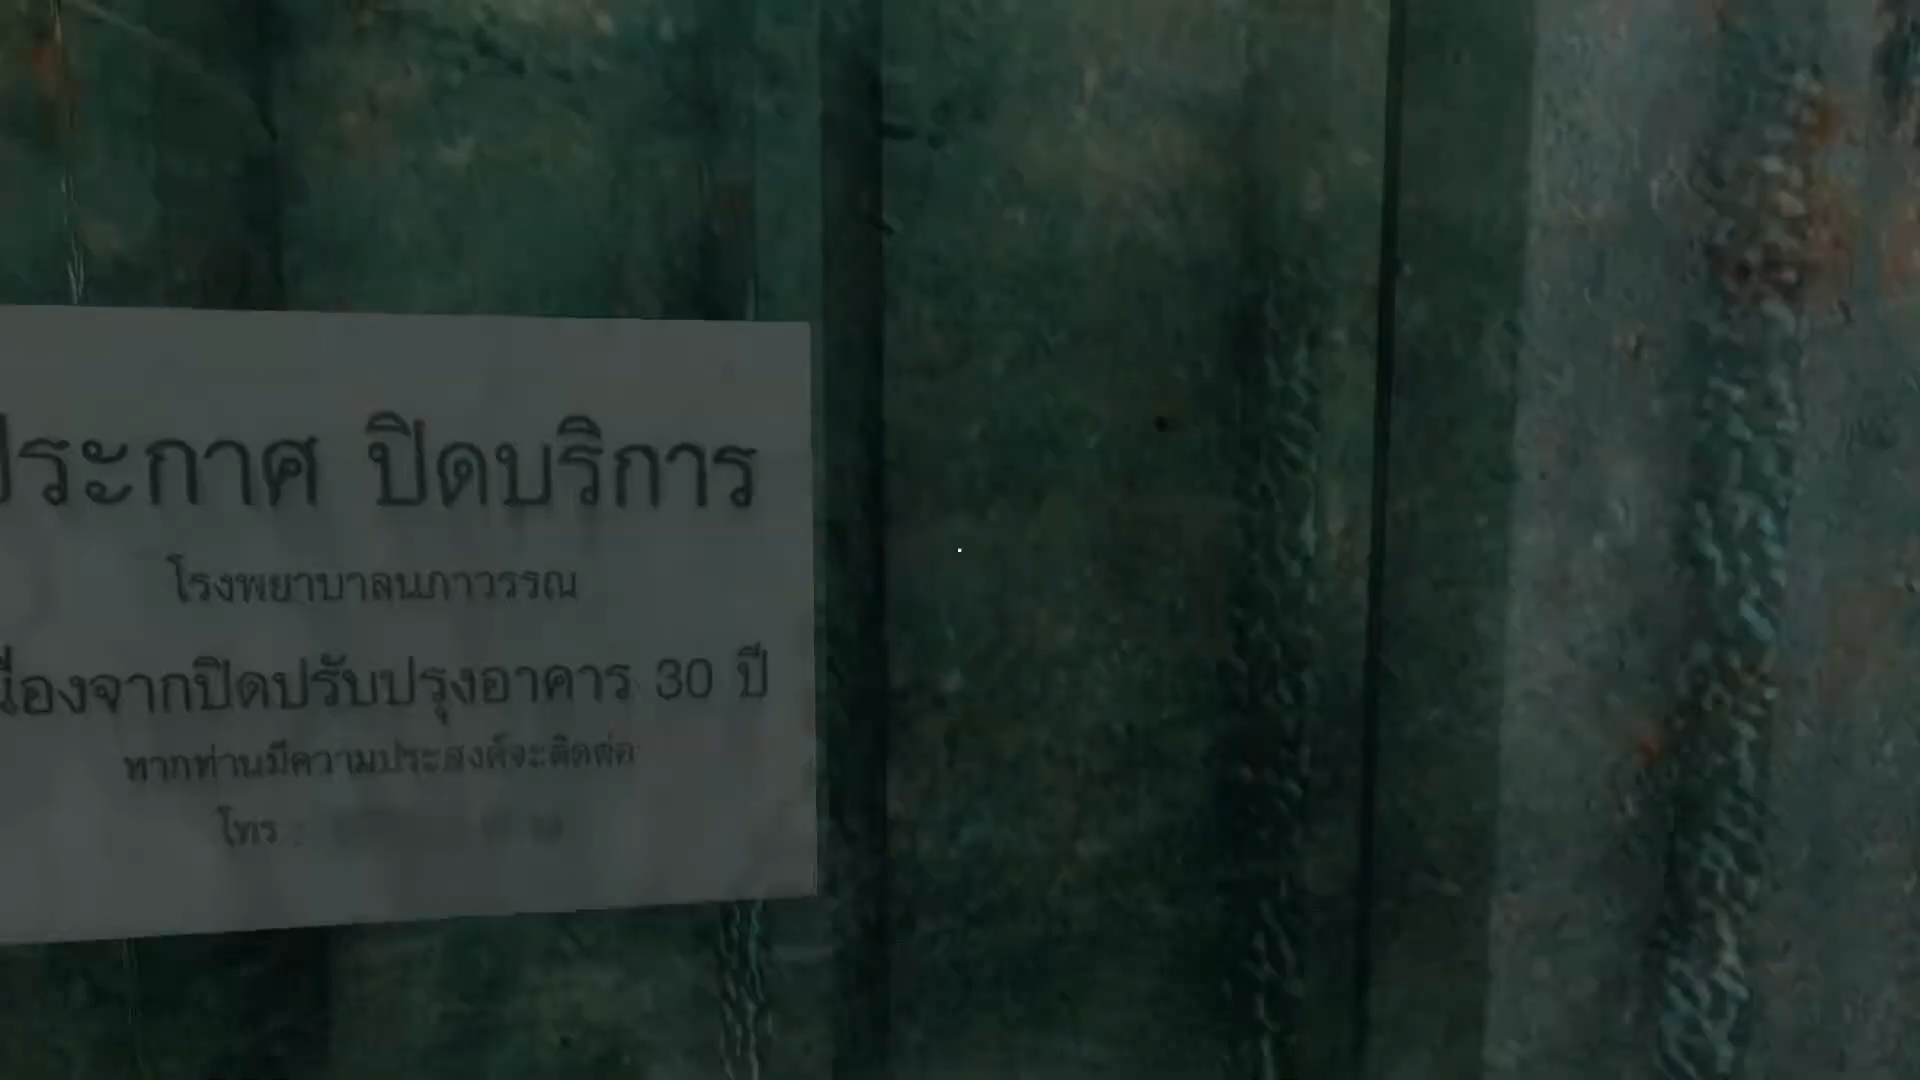 ประกาศ ปิดบริการ
โรงพยาบาลนภาวรรณ
เนื่องจากปิดปรับปรุงอาคาร 30 ปี
หากท่านมีความประสงค์จะติดต่อ
โทร :